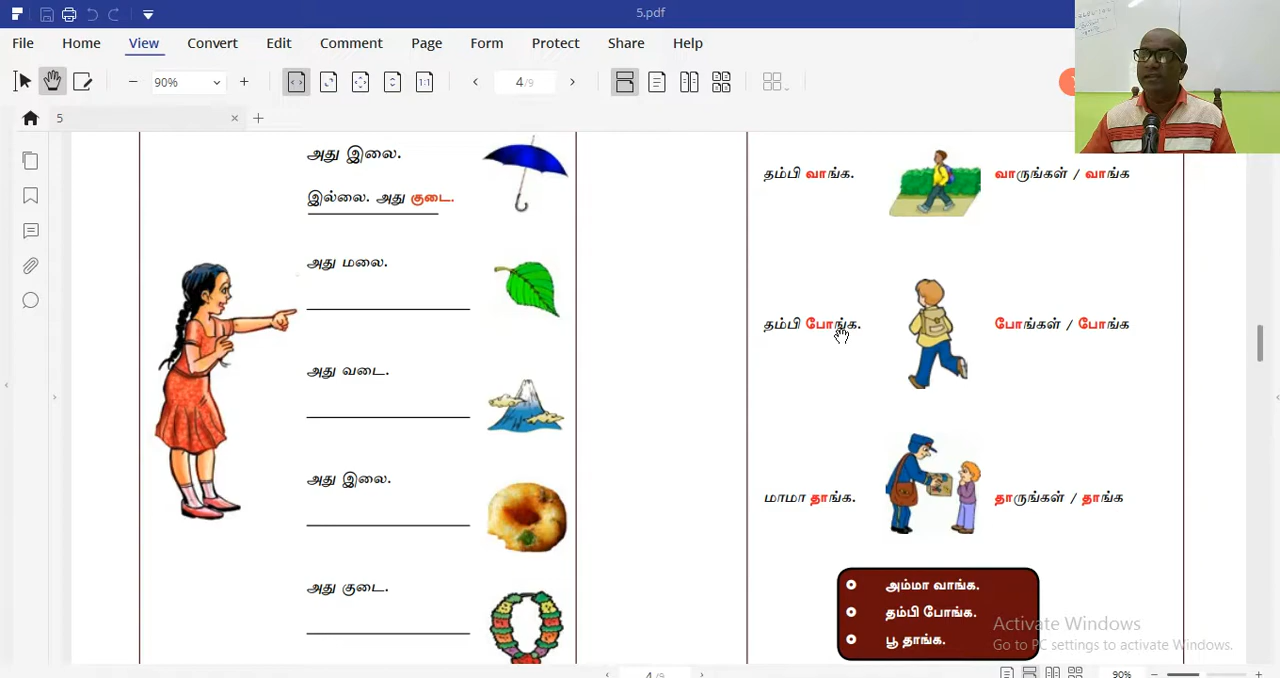 5.pdf
File Home View Convert Edit Comment Page Form Protect Share Help
90% 4/9 1:1
5
அது இலை.
இல்லை. அது குடை.
அது மலை.
அது வடை.
அது இலை.
அது குடை.
தம்பி வாங்க. வாருங்கள் / வாங்க
தம்பி போங்க. போங்கள் / போங்க
மாமா தாங்க. தாருங்கள் / தாங்க
அம்மா வாங்க.
தம்பி போங்க.
பூ தாங்க.
Activate Windows
Go to PC settings to activate Windows.
90%